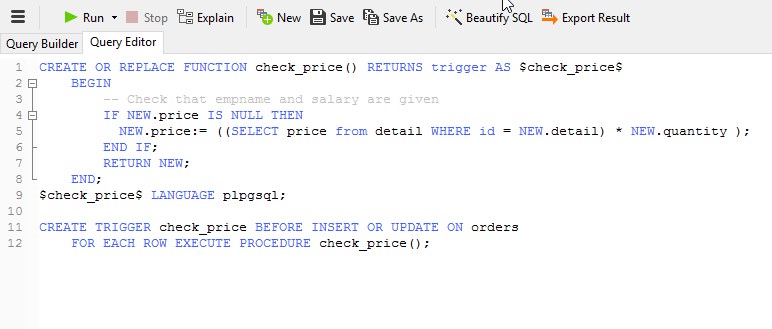 Run Stop Explain New Save Save As Beautify SQL Export Result
Query Builder Query Editor
1 CREATE OR REPLACE FUNCTION check_price() RETURNS trigger AS $check_price$
2 BEGIN
3 -- Check that empname and salary are given
4 IF NEW.price IS NULL THEN
5 NEW.price:= ((SELECT price from detail WHERE id = NEW.detail) * NEW.quantity );
6 END IF;
7 RETURN NEW;
8 END;
9 $check_price$ LANGUAGE plpgsql;
10
11 CREATE TRIGGER check_price BEFORE INSERT OR UPDATE ON orders
12 FOR EACH ROW EXECUTE PROCEDURE check_price();